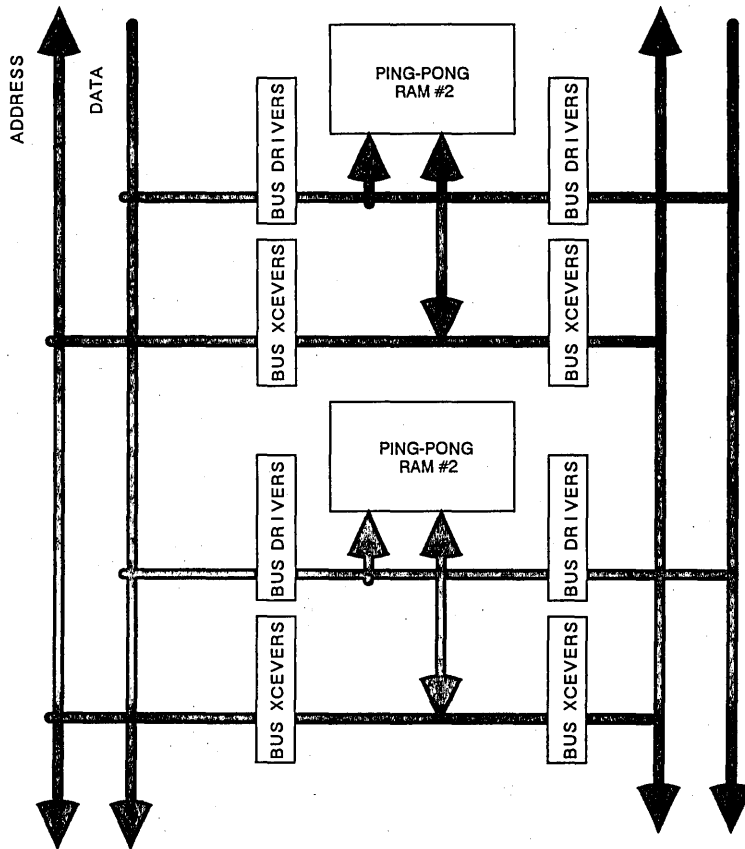 ADDRESS
DATA
PING-PONG
RAM #2
BUS DRIVERS
BUS DRIVERS
BUS XCEVERS
BUS XCEVERS
PING-PONG
RAM #2
BUS DRIVERS
BUS DRIVERS
BUS XCEVERS
BUS XCEVERS